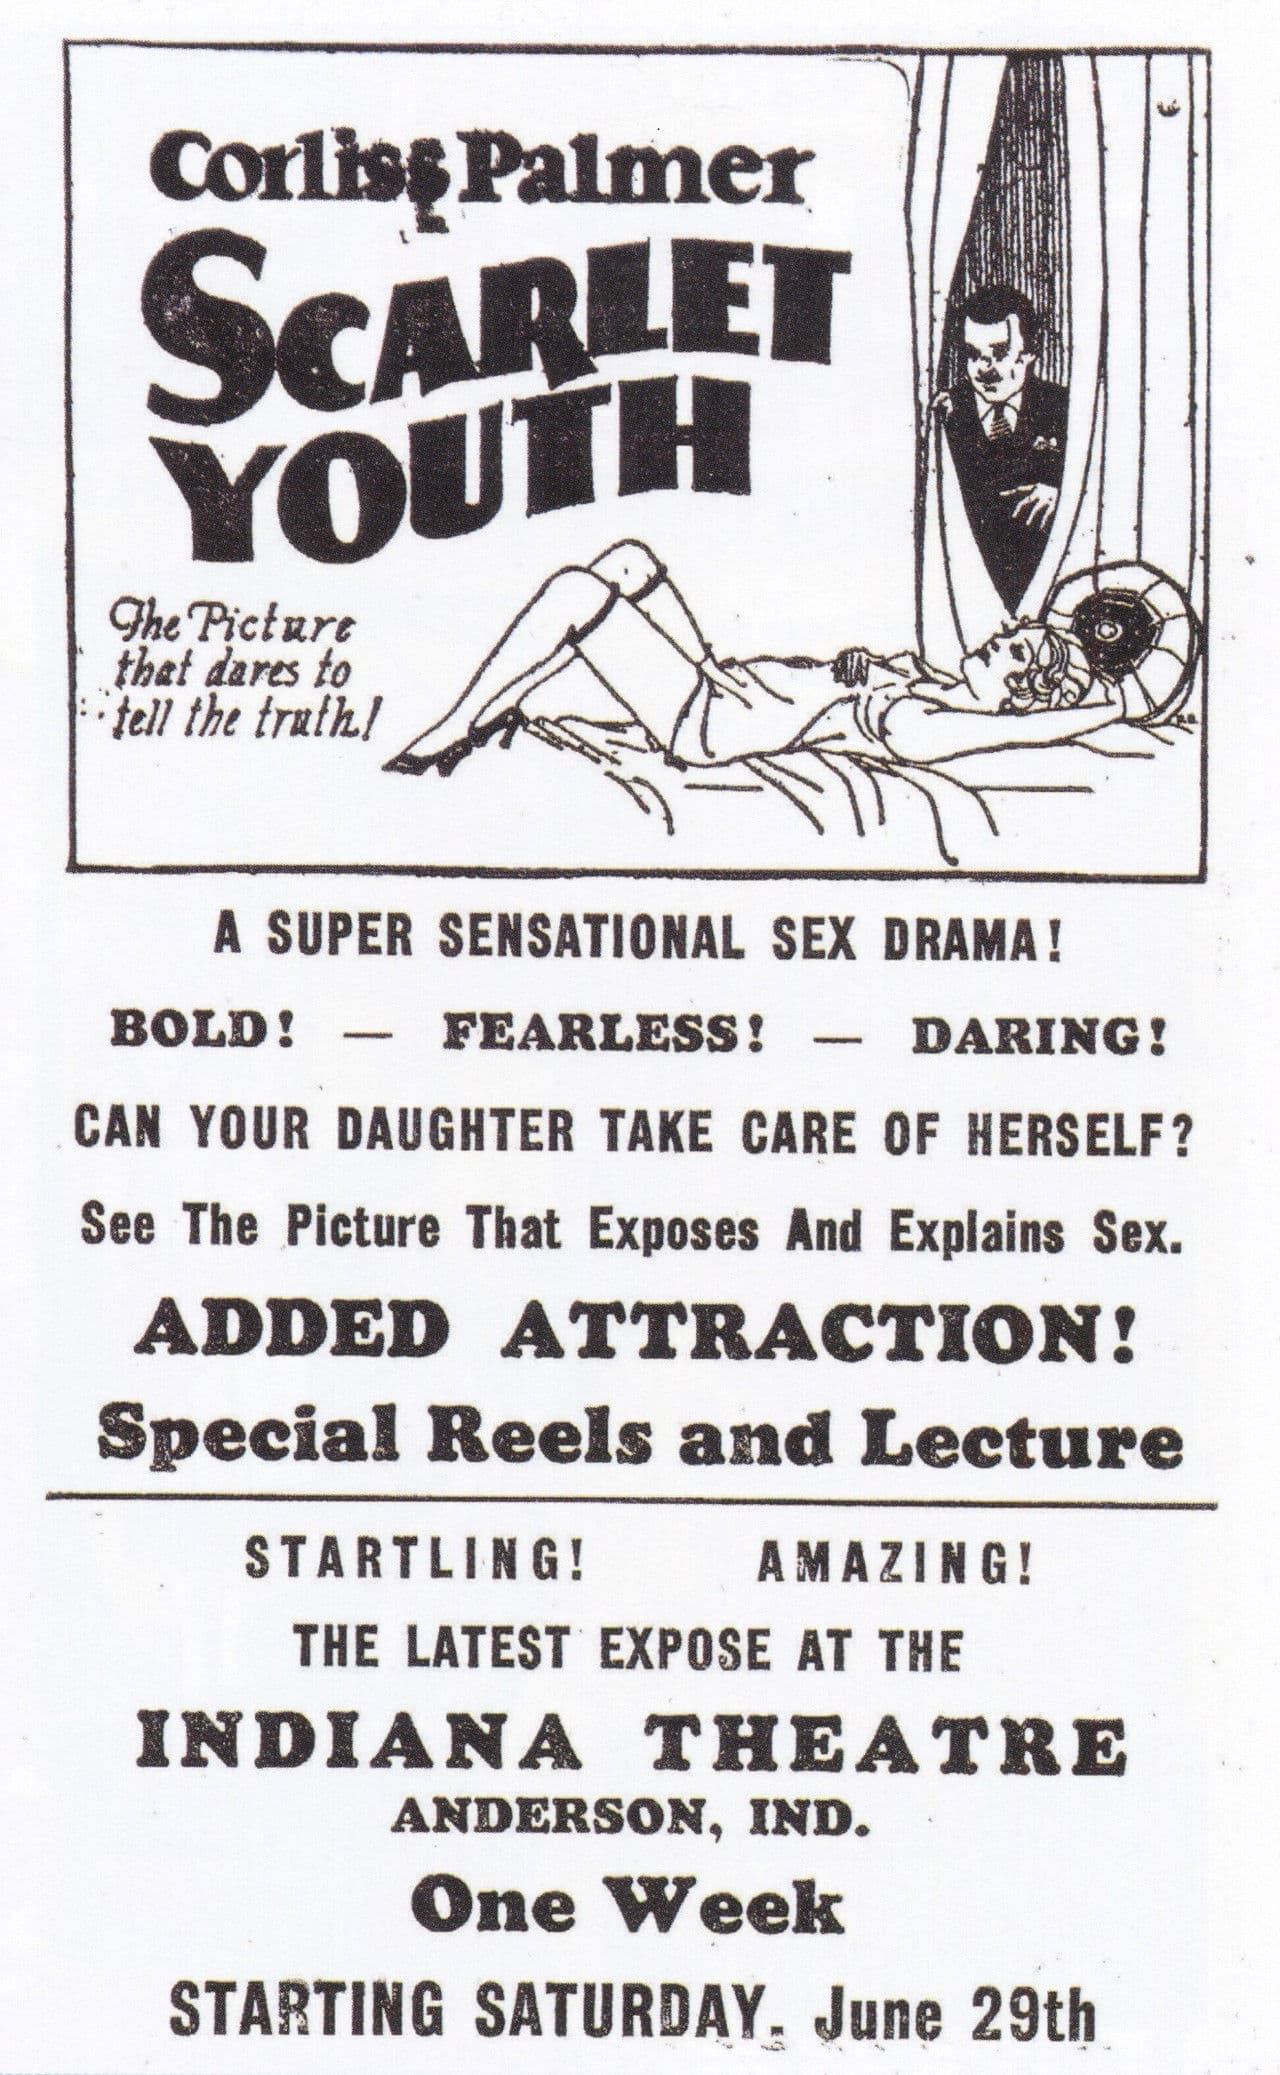 Corliss Palmer
SCARLET
YOUTH
The Picture
that dares to
tell the truth!
A SUPER SENSATIONAL SEX DRAMA!
BOLD! — FEARLESS! — DARING!
CAN YOUR DAUGHTER TAKE CARE OF HERSELF?
See The Picture That Exposes And Explains Sex.
ADDED ATTRACTION!
Special Reels and Lecture
STARTLING! AMAZING!
THE LATEST EXPOSE AT THE
INDIANA THEATRE
ANDERSON, IND.
One Week
STARTING SATURDAY, June 29th